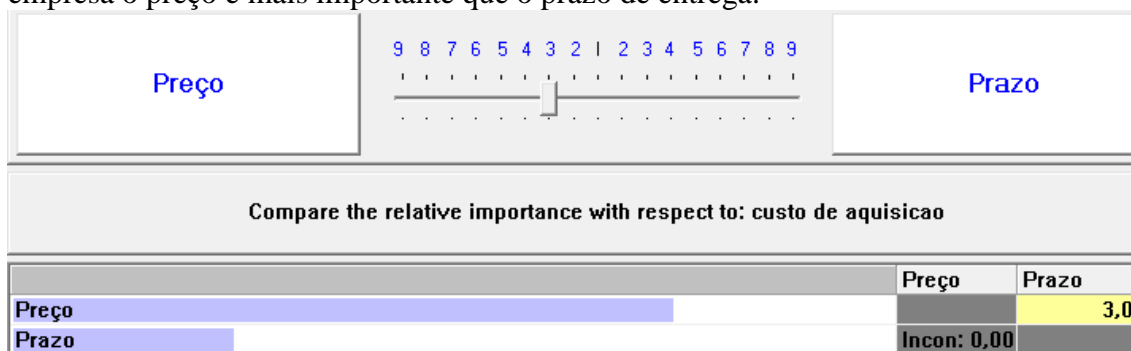 empresa o preço é mais importante que o prazo de entrega.
9 8 7 6 5 4 3 2 | 2 3 4 5 6 7 8 9
Preço Prazo
Compare the relative importance with respect to: custo de aquisicao
Preço Prazo
Preço 3,0
Prazo Incon: 0,00